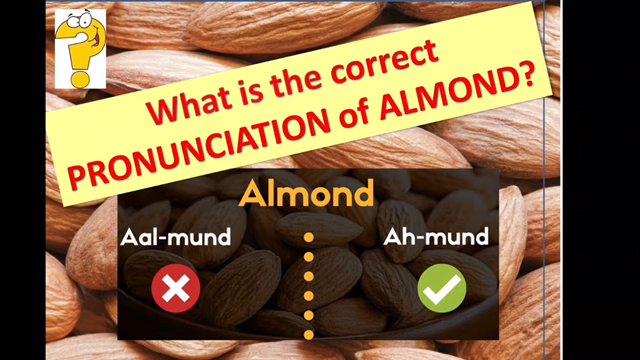 What is the correct
PRONUNCIATION of ALMOND?
Almond
Aal-mund
Ah-mund